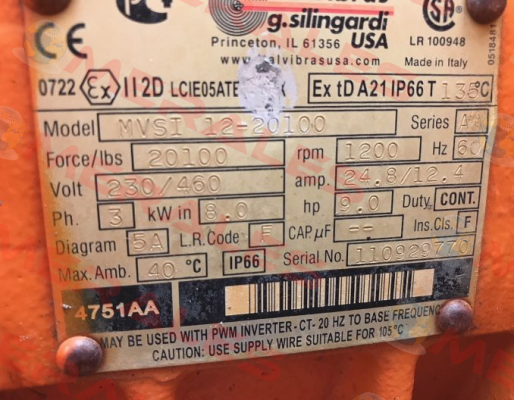 g.silingardi
Princeton, IL 61356 USA
Made in Italy
LR 100948
0722 Ex II 2D LCIE05ATE Ex tD A21 IP66 T 135°C
Model MVSI 12-20100 Series AA
Force/lbs 20100 rpm 1200 Hz 60
Volt 230/460 amp. 24.8/12.4
Ph. 3 kW in 8.0 hp 9.0 Duty CONT.
Diagram 5A L.R.Code F CAP μF -- Ins.Cls. F
Max.Amb. 40 °C IP66 Serial No. 110929770
4751AA
MAY BE USED WITH PWM INVERTER - CT- 20 HZ TO BASE FREQUENC
CAUTION: USE SUPPLY WIRE SUITABLE FOR 105°C